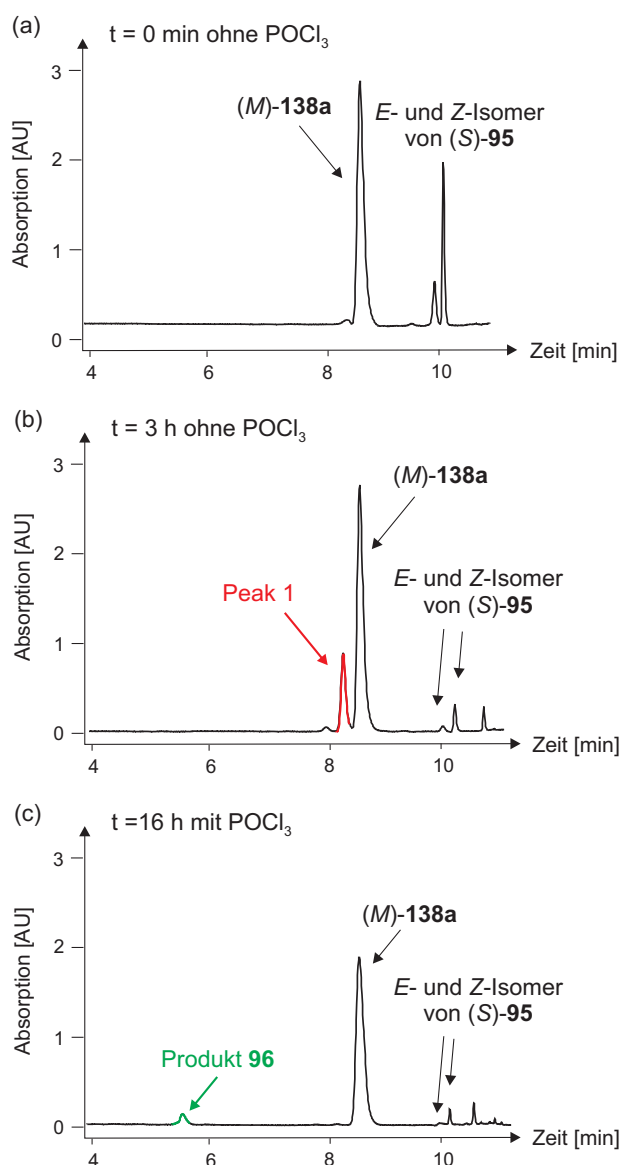 (a)
t = 0 min ohne POCl₃
Absorption [AU]
3
2
1
0
(M)-138a
E- und Z-Isomer
von (S)-95
4 6 8 10
Zeit [min]
(b)
t = 3 h ohne POCl₃
Absorption [AU]
3
2
1
0
(M)-138a
Peak 1
E- und Z-Isomer
von (S)-95
4 6 8 10
Zeit [min]
(c)
t =16 h mit POCl₃
Absorption [AU]
3
2
1
0
(M)-138a
E- und Z-Isomer
von (S)-95
Produkt 96
4 6 8 10
Zeit [min]